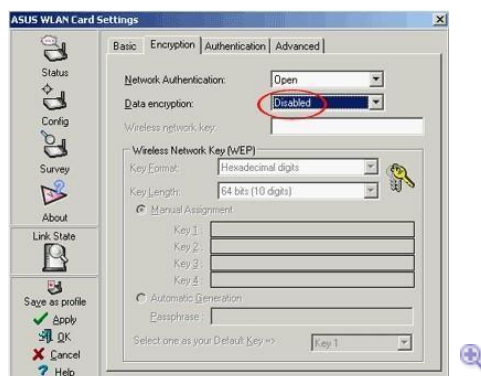 ASUS WLAN Card Settings
Status
Config
Survey
About
Link State
Save as profile
Apply
OK
Cancel
Help
Basic Encryption Authentication Advanced
Network Authentication: Open
Data encryption: Disabled
Wireless network key:
Wireless Network Key (WEP)
Key Format: Hexadecimal digits
Key Length: 64 bits (10 digits)
Manual Assignment
Key 1 :
Key 2 :
Key 3 :
Key 4 :
Automatic Generation
Passphrase :
Select one as your Default Key => Key 1